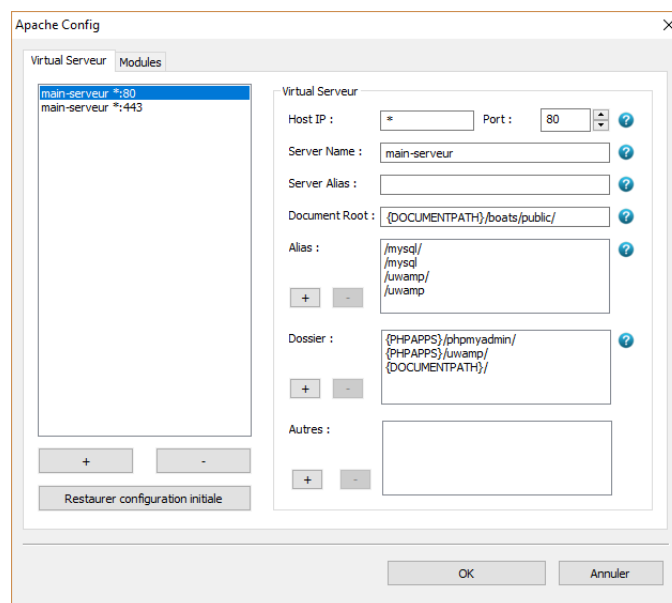 Apache Config
Virtual Serveur
Modules
main-serveur *:80
main-serveur *:443
+
-
Restaurer configuration initiale
Virtual Serveur
Host IP :
*
Port :
80
?
Server Name :
main-serveur
?
Server Alias :
?
Document Root :
{DOCUMENTPATH}/boats/public/
?
Alias :
/mysql/
/mysql
/uwamp/
/uwamp
?
+
-
Dossier :
{PHPAPPS}/phpmyadmin/
{PHPAPPS}/uwamp/
{DOCUMENTPATH}/
?
+
-
Autres :
+
-
OK
Annuler